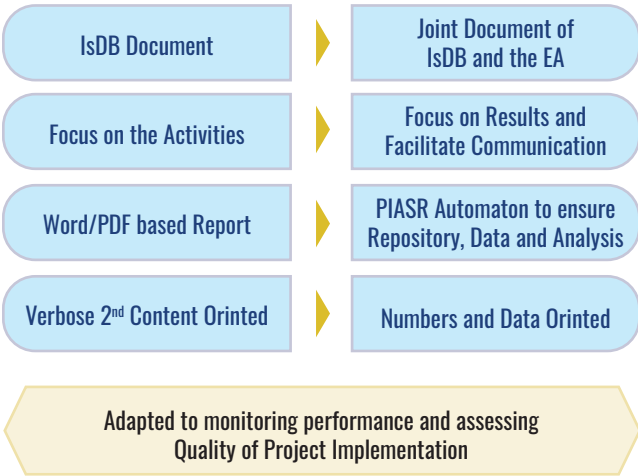 IsDB Document
Joint Document of
IsDB and the EA
Focus on the Activities
Focus on Results and
Facilitate Communication
Word/PDF based Report
PIASR Automaton to ensure
Repository, Data and Analysis
Verbose 2nd Content Orinted
Numbers and Data Orinted
Adapted to monitoring performance and assessing
Quality of Project Implementation